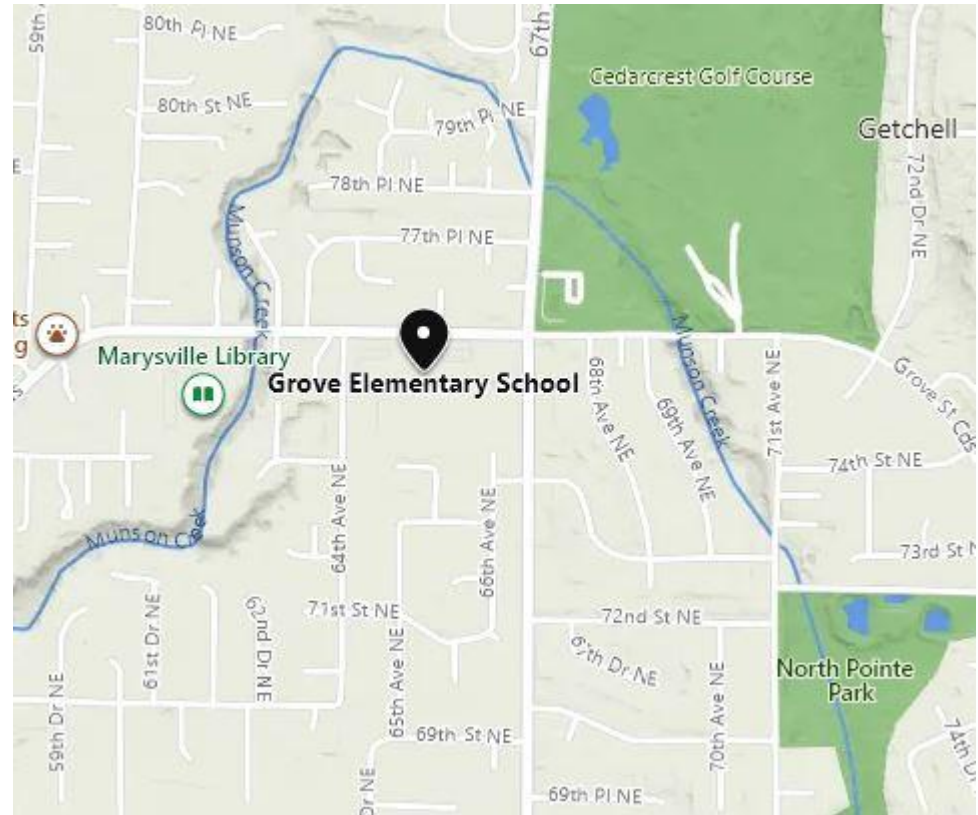 59th
80th Pl NE
67th
Cedarcrest Golf Course
80th St NE
79th Pl NE
Getchell
E
78th Pl NE
72nd Dr NE
Munson Creek
77th Pl NE
ts
g
Marysville Library
Grove Elementary School
Munson Creek
68th Ave NE
69th Ave NE
71st Ave NE
Grove St
s
74th St NE
64th Ave NE
66th Ave NE
Munson Creek
73rd St N
61st Dr NE
62nd Dr NE
71st St NE
72nd St NE
67th Dr NE
65th Ave NE
North Pointe
Park
59th Dr NE
69th St NE
70th Ave NE
74th D
Dr NE
69th Pl NE